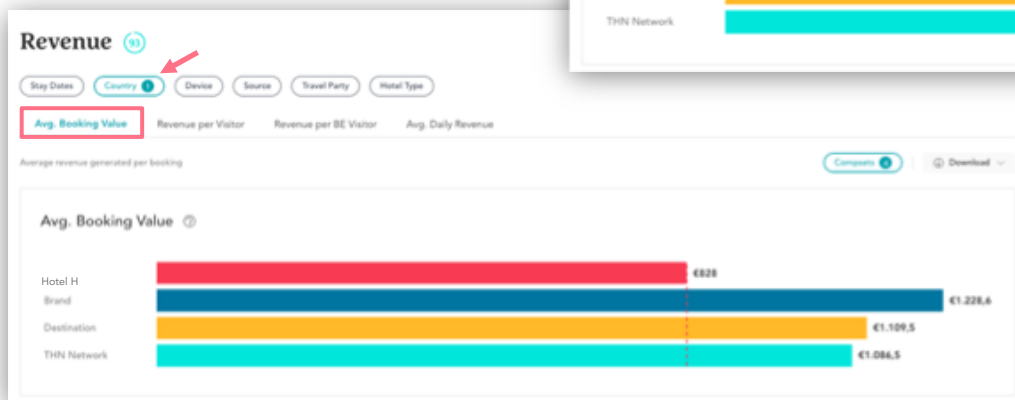 THN Network
Revenue 93
Stay Dates Country 1 Device Source Travel Party Hotel Type
Avg. Booking Value Revenue per Visitor Revenue per BE Visitor Avg. Daily Revenue
Average revenue generated per booking Compsets Download
Avg. Booking Value ?
Hotel H €828
Brand €1.228,6
Destination €1.109,5
THN Network €1.086,5